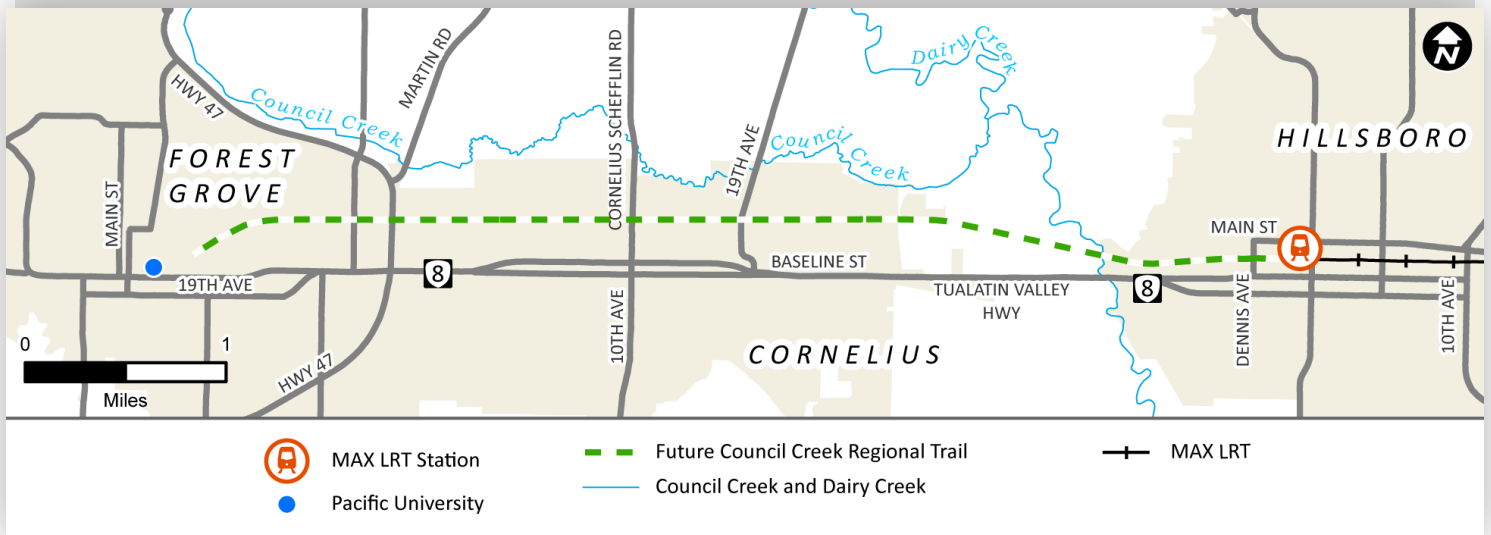 HWY 47
Council Creek
MARTIN RD
CORNELIUS SCHEFFLIN RD
Dairy Creek
N
FOREST
GROVE
MAIN ST
19TH AVE
Council
Creek
HILLSBORO
MAIN ST
19TH AVE
8
BASELINE ST
TUALATIN VALLEY
HWY
8
DENNIS AVE
10TH AVE
10TH AVE
CORNELIUS
HWY 47
0 1
Miles
MAX LRT Station
Pacific University
Future Council Creek Regional Trail
Council Creek and Dairy Creek
MAX LRT